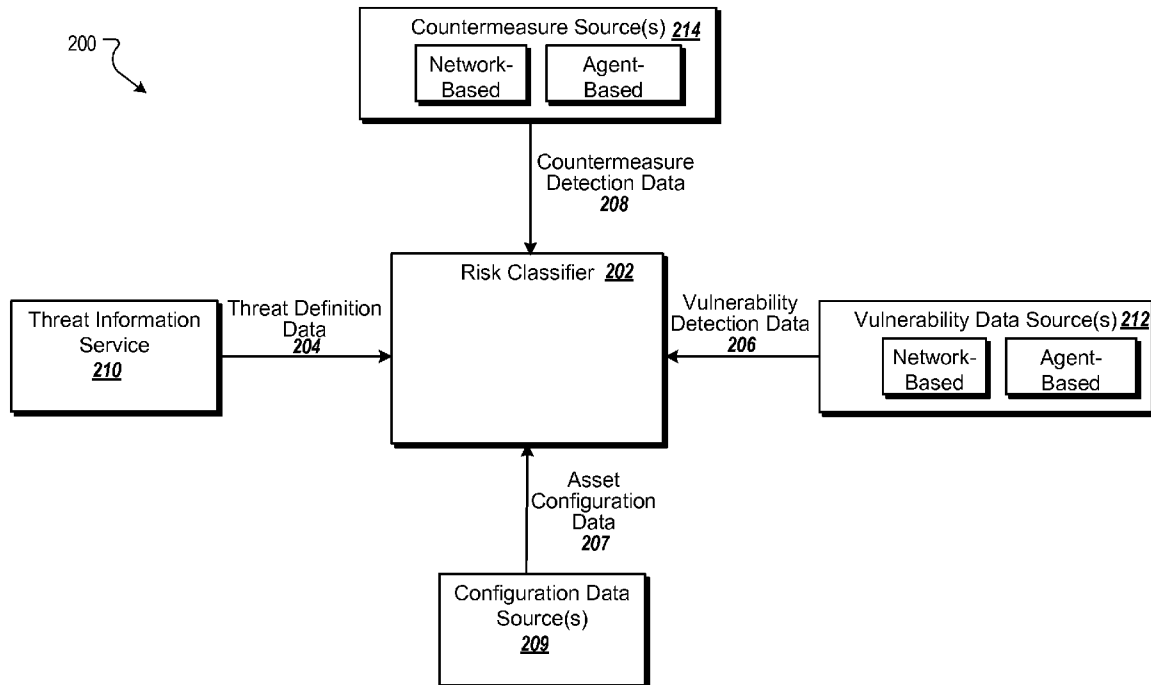 200
Countermeasure Source(s) 214
Network-
Based
Agent-
Based
Countermeasure
Detection Data
208
Risk Classifier 202
Threat Information
Service
210
Threat Definition
Data
204
Vulnerability
Detection Data
206
Vulnerability Data Source(s) 212
Network-
Based
Agent-
Based
Asset
Configuration
Data
207
Configuration Data
Source(s)
209